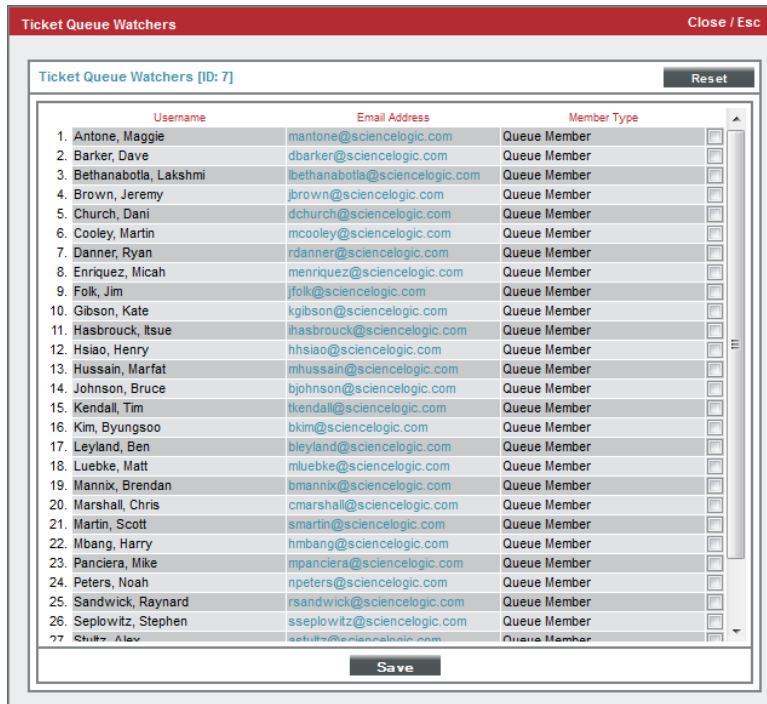 Ticket Queue Watchers Close / Esc
Ticket Queue Watchers [ID: 7] Reset
Username Email Address Member Type
1. Antone, Maggie mantone@sciencelogic.com Queue Member
2. Barker, Dave dbarker@sciencelogic.com Queue Member
3. Bethanabotla, Lakshmi lbethanabotla@sciencelogic.com Queue Member
4. Brown, Jeremy jbrown@sciencelogic.com Queue Member
5. Church, Dani dchurch@sciencelogic.com Queue Member
6. Cooley, Martin mcooley@sciencelogic.com Queue Member
7. Danner, Ryan rdanner@sciencelogic.com Queue Member
8. Enriquez, Micah menriquez@sciencelogic.com Queue Member
9. Folk, Jim jfolk@sciencelogic.com Queue Member
10. Gibson, Kate kgibson@sciencelogic.com Queue Member
11. Hasbrouck, Itsue ihasbrouck@sciencelogic.com Queue Member
12. Hsiao, Henry hhsiao@sciencelogic.com Queue Member
13. Hussain, Marfat mhussain@sciencelogic.com Queue Member
14. Johnson, Bruce bjohnson@sciencelogic.com Queue Member
15. Kendall, Tim tkendall@sciencelogic.com Queue Member
16. Kim, Byungsoo bkim@sciencelogic.com Queue Member
17. Leyland, Ben bleyland@sciencelogic.com Queue Member
18. Luebke, Matt mluebke@sciencelogic.com Queue Member
19. Mannix, Brendan bmannix@sciencelogic.com Queue Member
20. Marshall, Chris cmarshall@sciencelogic.com Queue Member
21. Martin, Scott smartin@sciencelogic.com Queue Member
22. Mbang, Harry hmbang@sciencelogic.com Queue Member
23. Panciera, Mike mpanciera@sciencelogic.com Queue Member
24. Peters, Noah npeters@sciencelogic.com Queue Member
25. Sandwick, Raynard rsandwick@sciencelogic.com Queue Member
26. Seplowitz, Stephen sseplowitz@sciencelogic.com Queue Member
27. Stultz, Alex astultz@sciencelogic.com Queue Member
Save